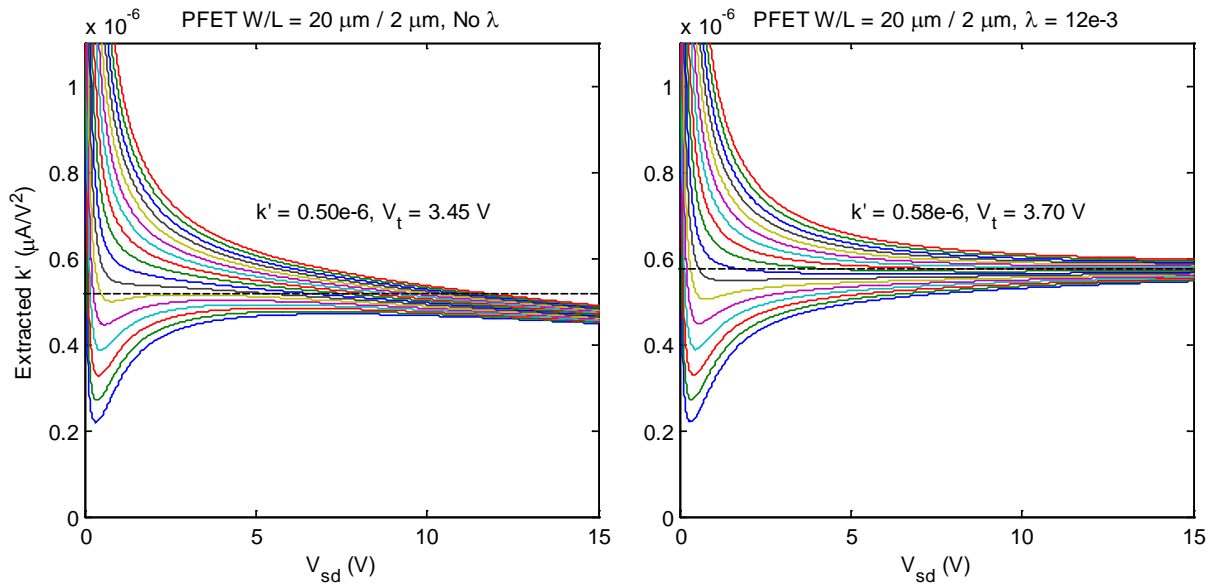 PFET W/L = 20 μm / 2 μm, No λ
x 10^-6
1
0.8
0.6
0.4
0.2
0
Extracted k' (μA/V^2)
k' = 0.50e-6, V_t = 3.45 V
0 5 10 15
V_sd (V)
PFET W/L = 20 μm / 2 μm, λ = 12e-3
x 10^-6
1
0.8
0.6
0.4
0.2
0
k' = 0.58e-6, V_t = 3.70 V
0 5 10 15
V_sd (V)